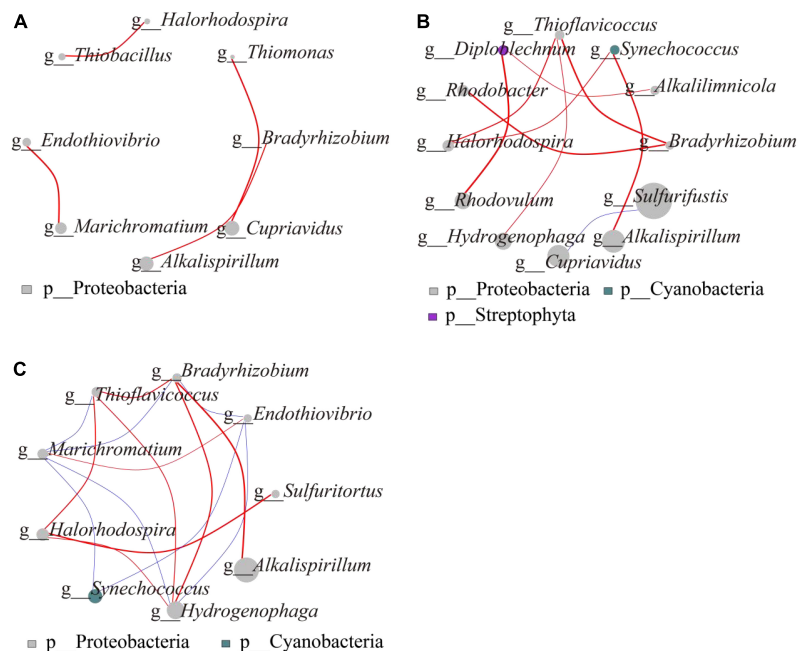 A
g__Halorhodospira
g__Thiobacillus
g__Thiomonas
g__Endothiovibrio
g__Bradyrhizobium
g__Marichromatium
g__Cupriavidus
g__Alkalispirillum
p__Proteobacteria
B
g__Thioflavicoccus
g__Diploblechnum
g__Synechococcus
g__Rhodobacter
g__Alkalilimnicola
g__Halorhodospira
g__Bradyrhizobium
g__Rhodovulum
g__Sulfurifustis
g__Hydrogenophaga
g__Alkalispirillum
g__Cupriavidus
p__Proteobacteria
p__Cyanobacteria
p__Streptophyta
C
g__Bradyrhizobium
g__Thioflavicoccus
g__Endothiovibrio
g__Marichromatium
g__Sulfuritortus
g__Halorhodospira
g__Alkalispirillum
g__Synechococcus
g__Hydrogenophaga
p__Proteobacteria
p__Cyanobacteria